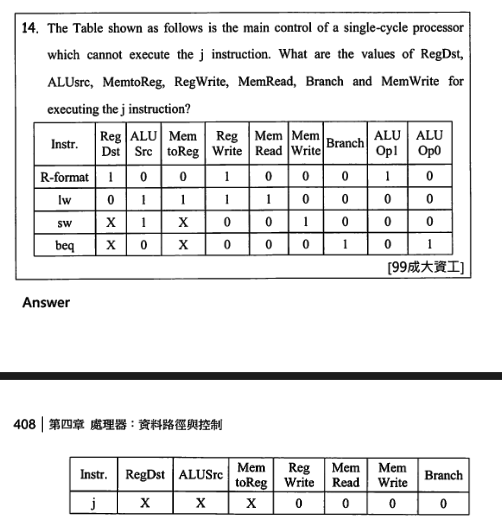 14. The Table shown as follows is the main control of a single-cycle processor
which cannot execute the j instruction. What are the values of RegDst,
ALUsrc, MemtoReg, RegWrite, MemRead, Branch and MemWrite for
executing the j instruction?
Instr. Reg Dst ALU Src Mem toReg Reg Write Mem Read Mem Write Branch ALU Op1 ALU Op0
R-format 1 0 0 1 0 0 0 1 0
lw 0 1 1 1 1 0 0 0 0
sw X 1 X 0 0 1 0 0 0
beq X 0 X 0 0 0 1 0 1
[99成大資工]
Answer
408 | 第四章 處理器：資料路徑與控制
Instr. RegDst ALUSrc Mem toReg Reg Write Mem Read Mem Write Branch
j X X X 0 0 0 0